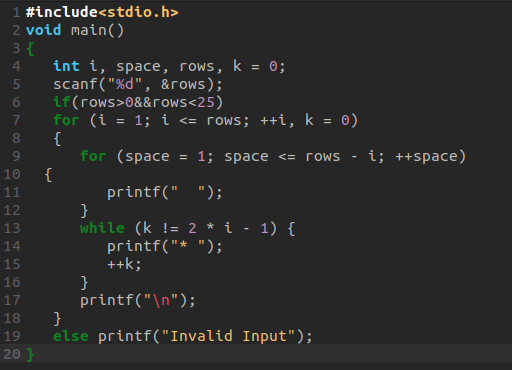 1 #include<stdio.h>
2 void main()
3 {
4    int i, space, rows, k = 0;
5    scanf("%d", &rows);
6    if(rows>0&&rows<25)
7    for (i = 1; i <= rows; ++i, k = 0)
8    {
9       for (space = 1; space <= rows - i; ++space)
10   {
11          printf("  ");
12       }
13       while (k != 2 * i - 1) {
14          printf("* ");
15          ++k;
16       }
17       printf("\n");
18    }
19    else printf("Invalid Input");
20 }